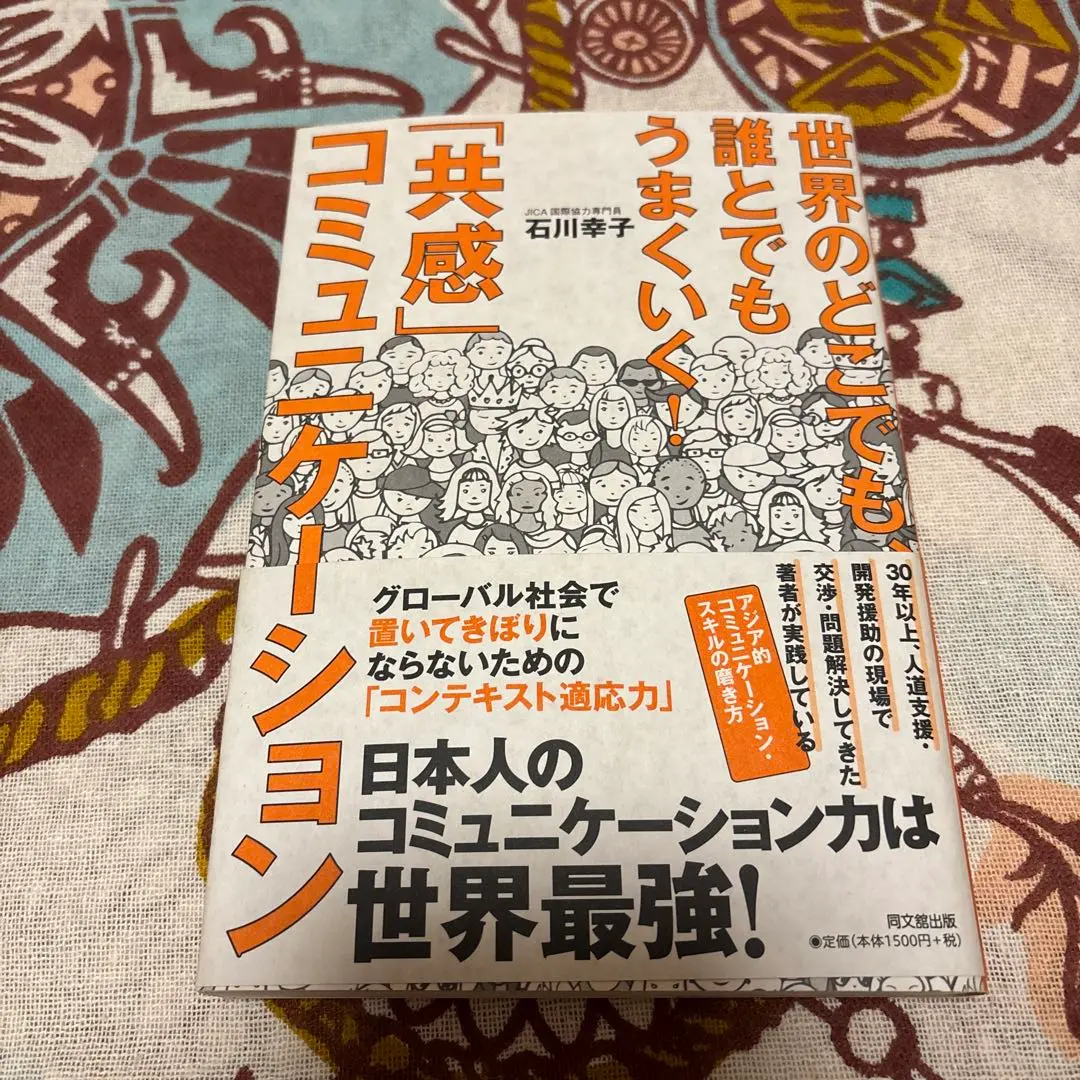 世界のどこでも、
誰とでも
うまくいく!
「共感」
コミュニケーション
JICA 国際協力専門員
石川幸子
30年以上、人道支援・
開発援助の現場で
交渉・問題解決してきた
著者が実践している
アジア的
コミュニケーション・
スキルの磨き方
グローバル社会で
置いてきぼりに
ならないための
「コンテキスト適応力」
日本人の
コミュニケーション力は
世界最強!
同文舘出版
◉定価(本体1500円+税)